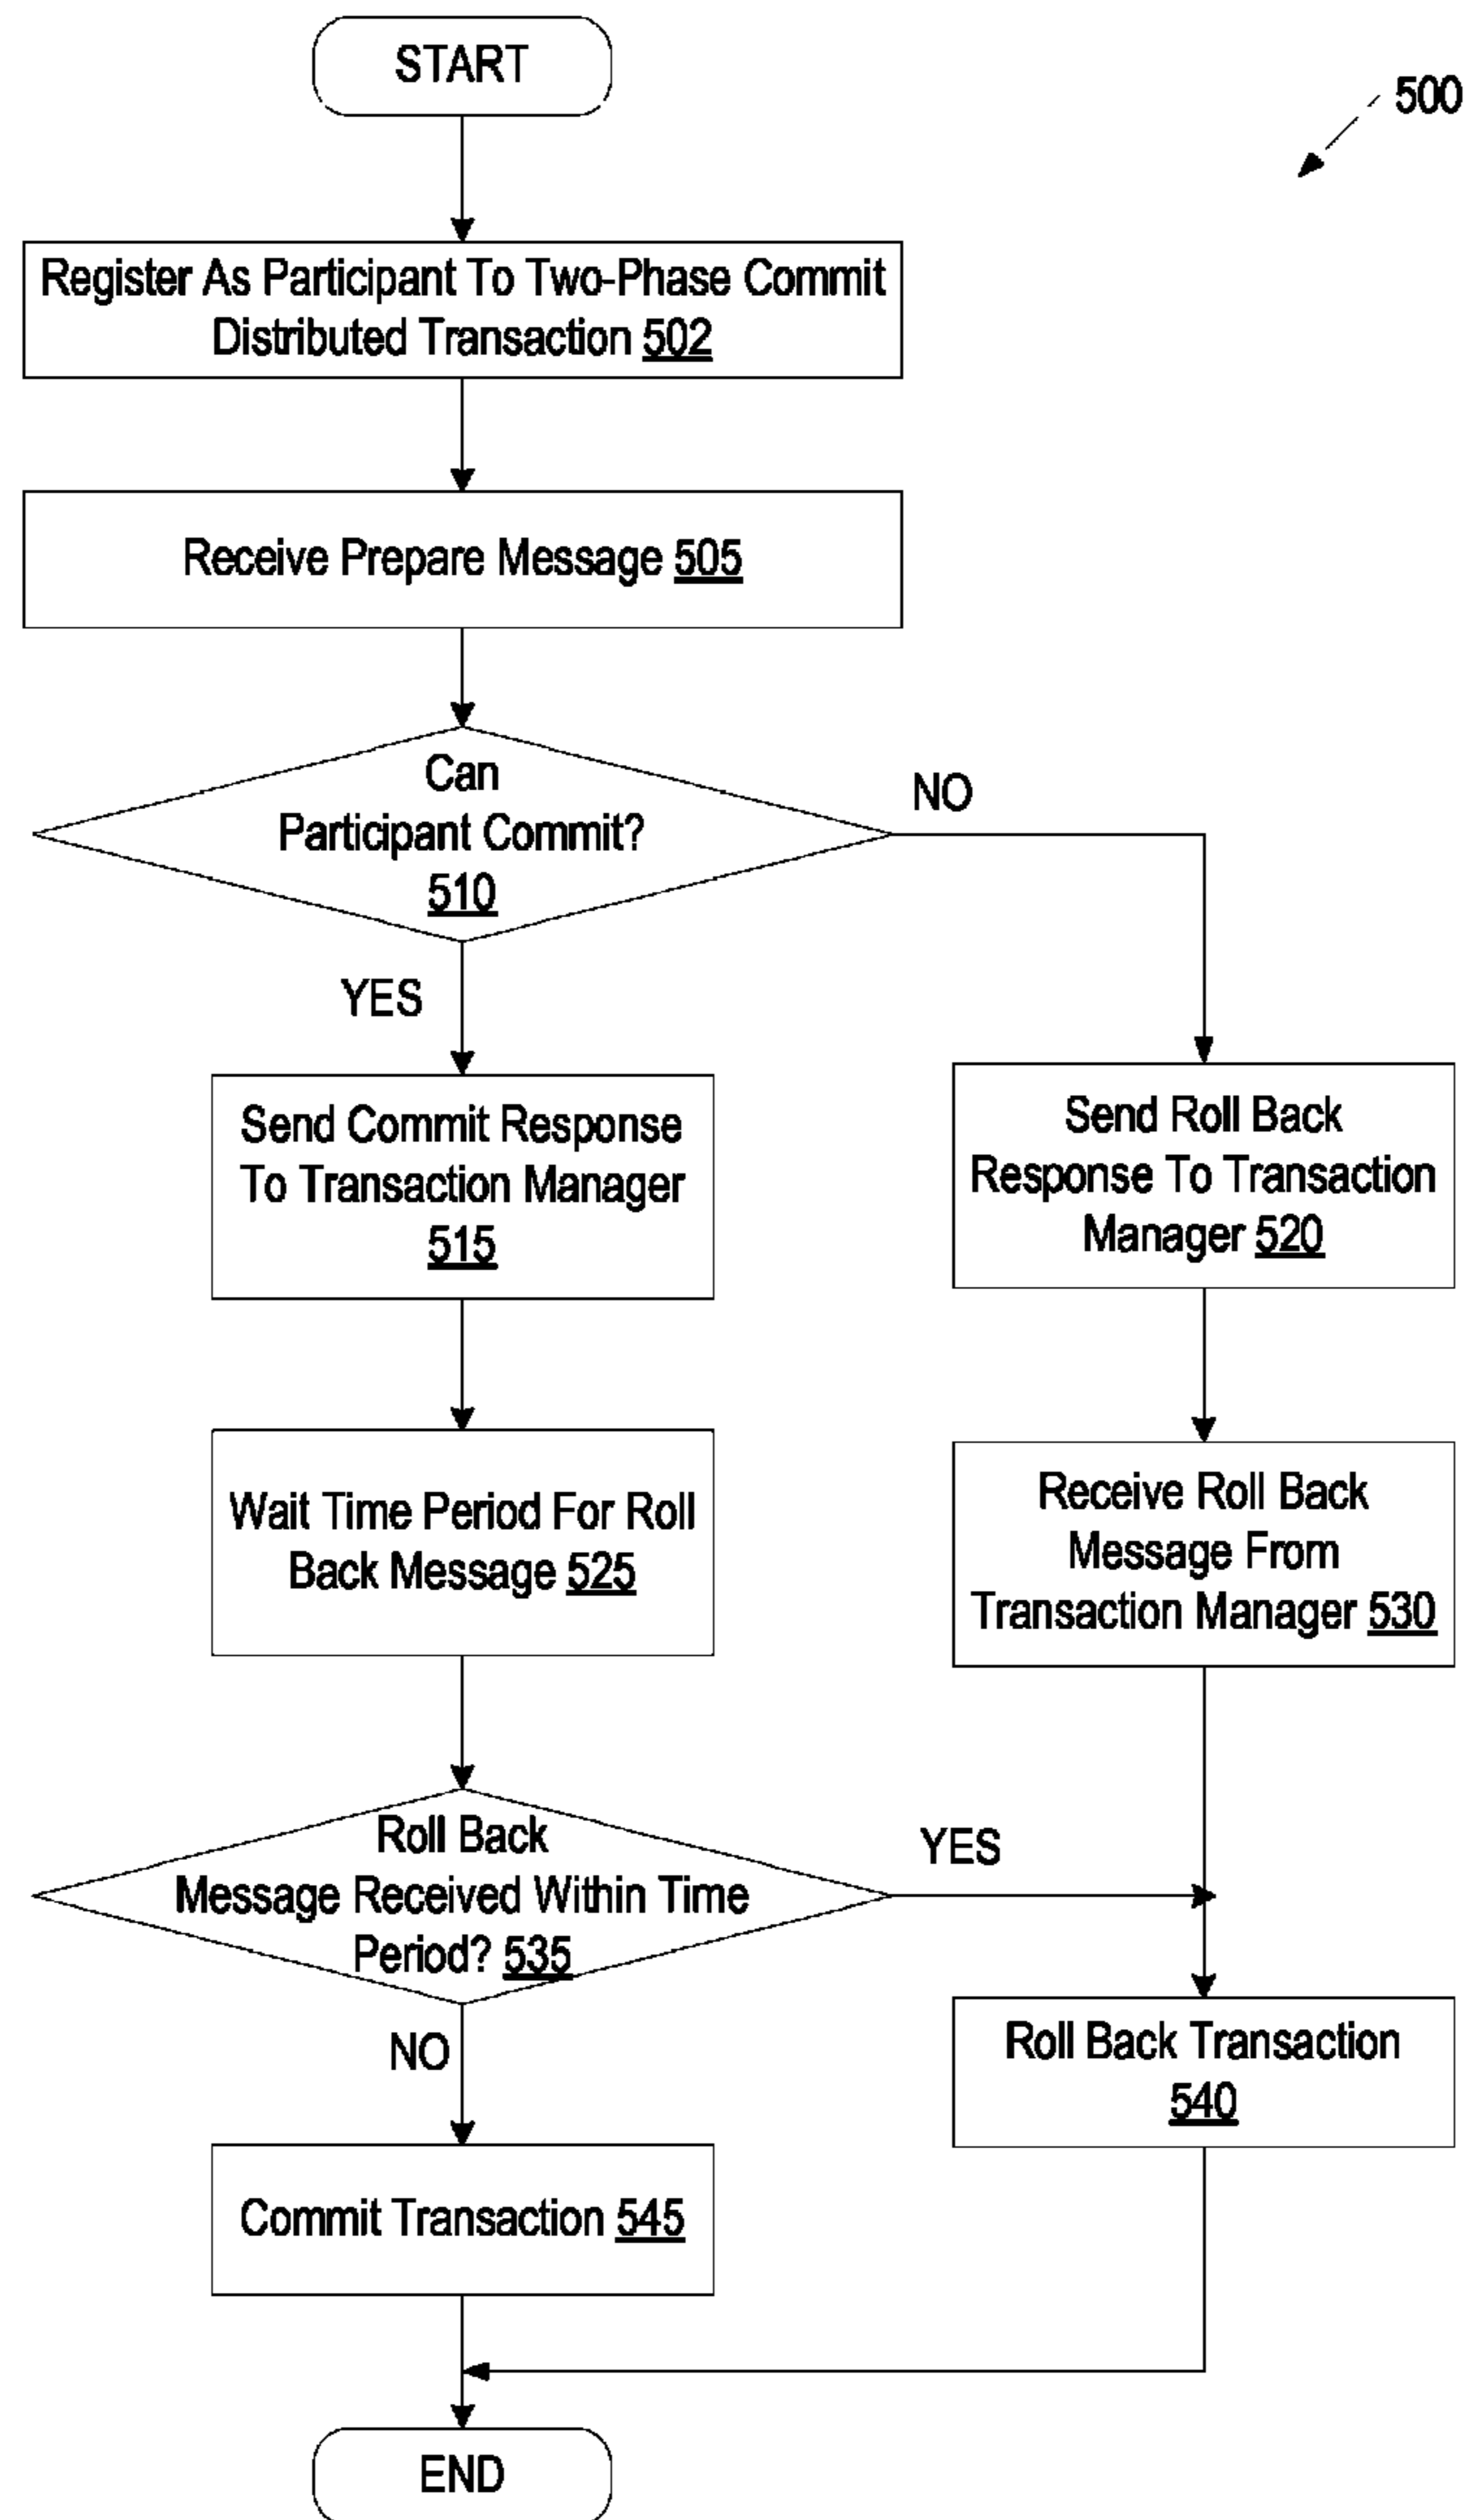 START
500
Register As Participant To Two-Phase Commit
Distributed Transaction 502
Receive Prepare Message 505
Can
Participant Commit?
510
NO
YES
Send Commit Response
To Transaction Manager
515
Send Roll Back
Response To Transaction
Manager 520
Wait Time Period For Roll
Back Message 525
Receive Roll Back
Message From
Transaction Manager 530
Roll Back
Message Received Within Time
Period? 535
YES
NO
Roll Back Transaction
540
Commit Transaction 545
END